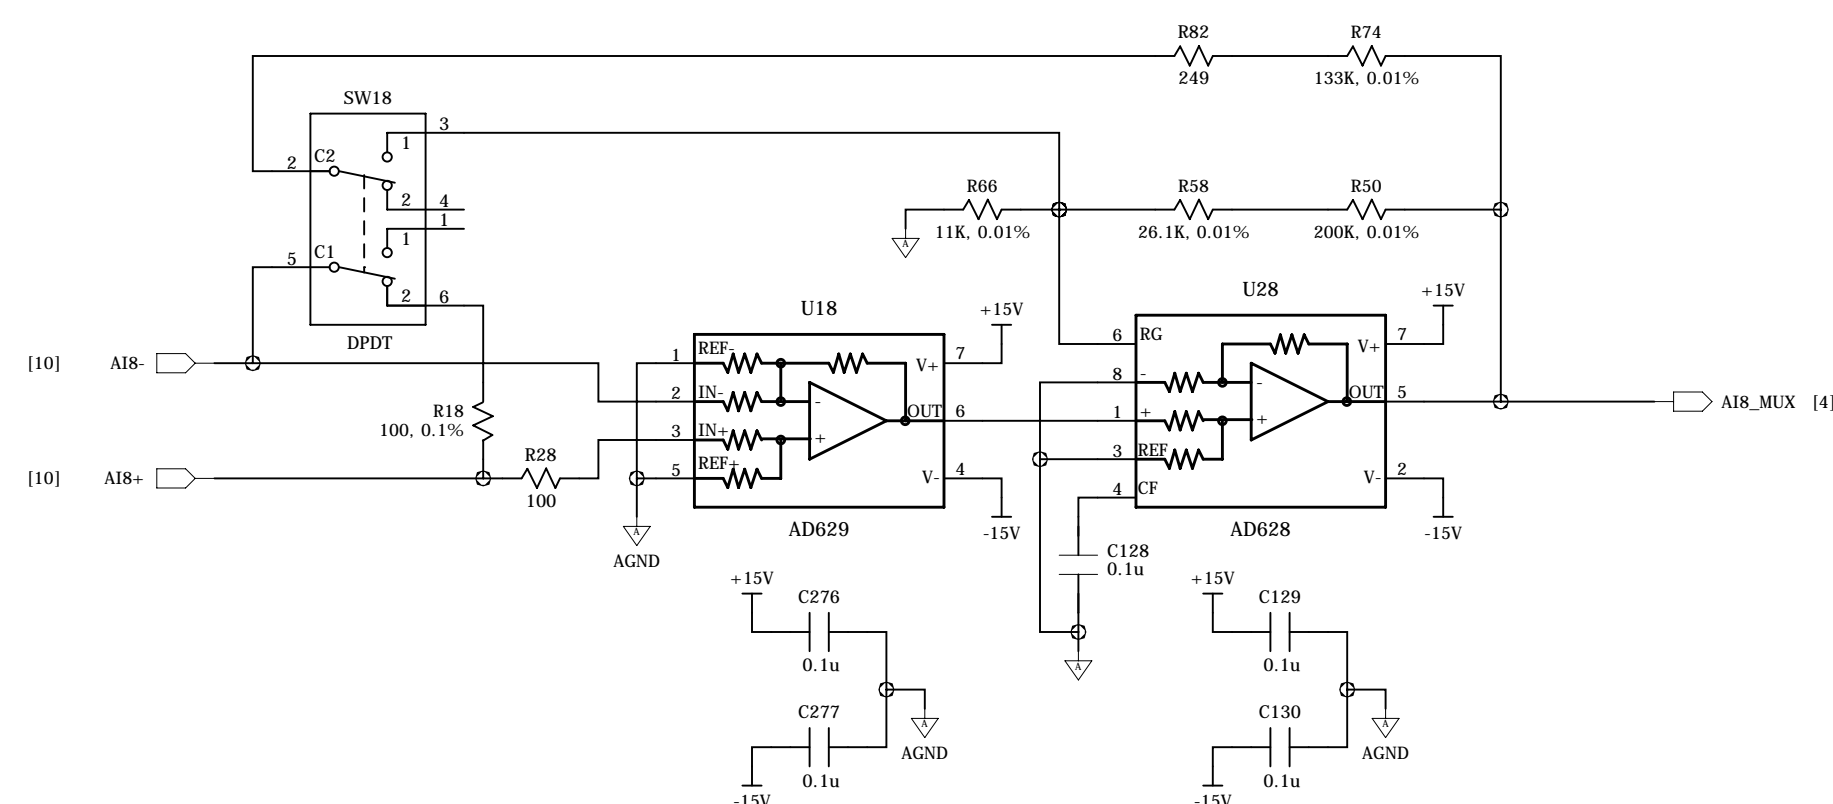 R82
249
R74
133K, 0.01%
SW18
3
1
C2
2
2
4
1
1
C1
5
2
6
DPDT
R66
11K, 0.01%
R58
26.1K, 0.01%
R50
200K, 0.01%
A
[10] AI8-
R18
100, 0.1%
[10] AI8+
R28
100
U18
+15V
1 REF-
V+ 7
2 IN-
-
OUT 6
3 IN+
+
5 REF+
V- 4
AD629
-15V
A
AGND
U28
+15V
6 RG
V+ 7
8 -
-
OUT 5
1 +
+
3 REF
V- 2
4 CF
AD628
-15V
AI8_MUX [4]
C128
0.1u
A
+15V
C276
0.1u
C277
0.1u
A
AGND
-15V
+15V
C129
0.1u
C130
0.1u
A
AGND
-15V